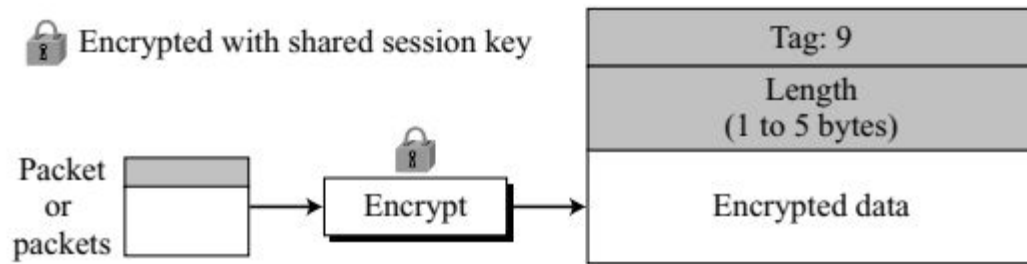 Encrypted with shared session key
Packet
or
packets
Encrypt
Tag: 9
Length
(1 to 5 bytes)
Encrypted data